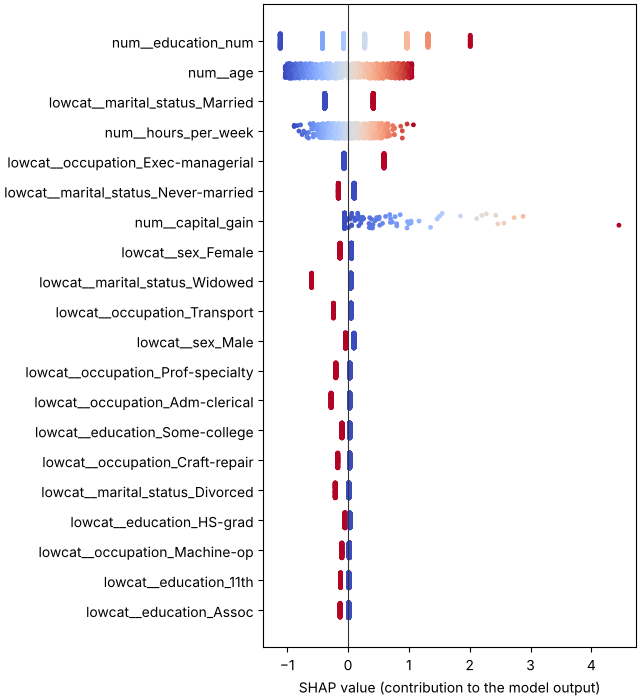 num__education_num
num__age
lowcat__marital_status_Married
num__hours_per_week
lowcat__occupation_Exec-managerial
lowcat__marital_status_Never-married
num__capital_gain
lowcat__sex_Female
lowcat__marital_status_Widowed
lowcat__occupation_Transport
lowcat__sex_Male
lowcat__occupation_Prof-specialty
lowcat__occupation_Adm-clerical
lowcat__education_Some-college
lowcat__occupation_Craft-repair
lowcat__marital_status_Divorced
lowcat__education_HS-grad
lowcat__occupation_Machine-op
lowcat__education_11th
lowcat__education_Assoc
−1 0 1 2 3 4
SHAP value (contribution to the model output)